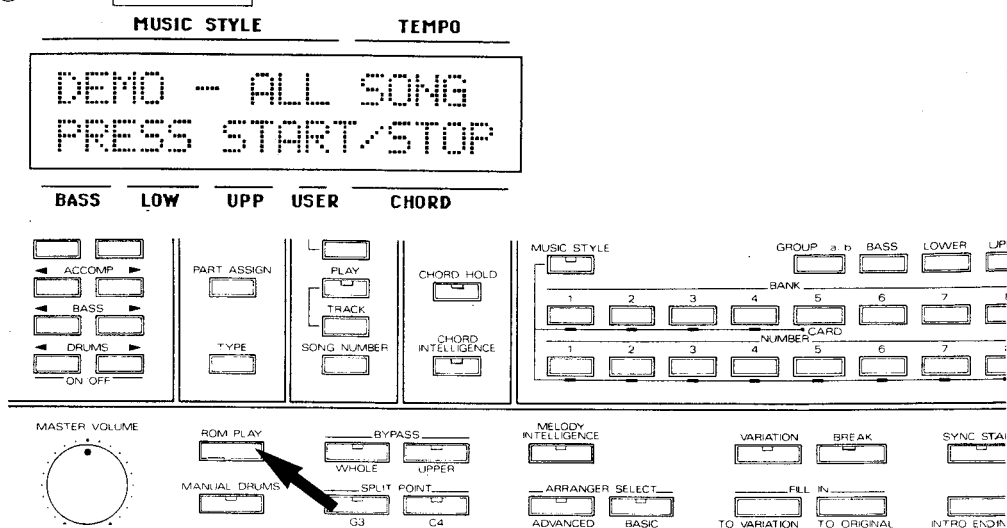 MUSIC STYLE TEMPO
DEMO - ALL SONG
PRESS START/STOP
BASS LOW UPP USER CHORD
MUSIC STYLE GROUP a. b BASS LOWER
◄ ACCOMP ► PART ASSIGN PLAY CHORD HOLD
BANK
1 2 3 4 5 6 7
◄ BASS ► TRACK
CARD
◄ DRUMS ► TYPE SONG NUMBER CHORD INTELLIGENCE NUMBER
1 2 3 4 5 6 7
ON OFF
MASTER VOLUME ROM PLAY BYPASS MELODY INTELLIGENCE VARIATION BREAK SYNC
WHOLE UPPER
MANUAL DRUMS SPLIT POINT ARRANGER SELECT FILL IN
G3 C4 ADVANCED BASIC TO VARIATION TO ORIGINAL INTRO